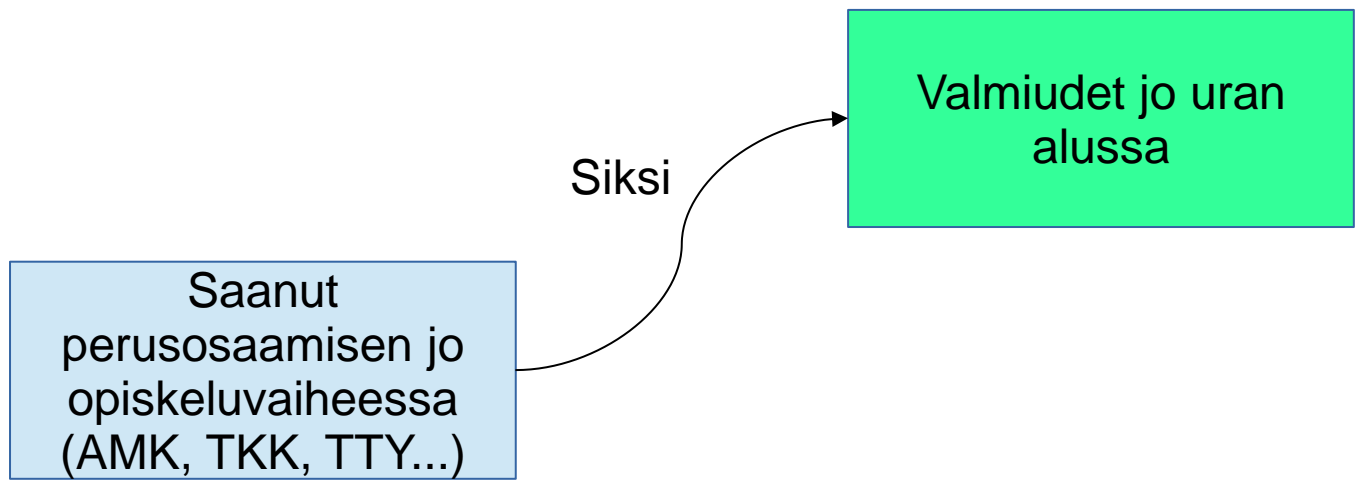 Valmiudet jo uran
alussa
Siksi
Saanut
perusosaamisen jo
opiskeluvaiheessa
(AMK, TKK, TTY...)